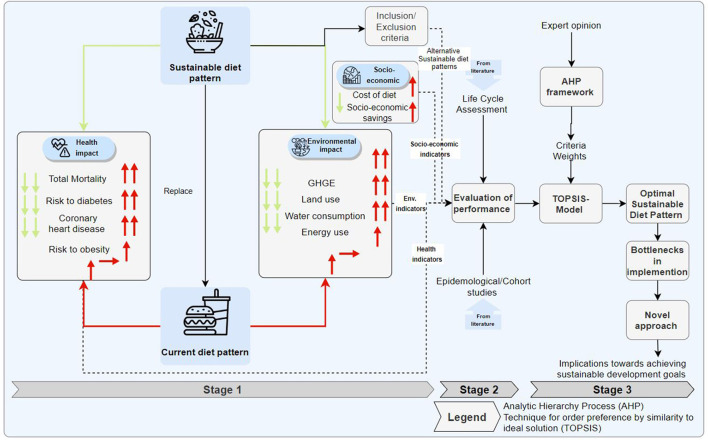 Sustainable diet
pattern
Inclusion/
Exclusion
criteria
Alternative
Sustainable diet
patterns
From
literature
Expert opinion
Socio-
economic
Cost of diet
Socio-economic
savings
Life Cycle
Assessment
AHP
framework
Health
impact
Total Mortality
Risk to diabetes
Coronary
heart disease
Risk to obesity
Replace
Environmental
impact
GHGE
Land use
Water consumption
Energy use
Socio-economic
indicators
Env.
indicators
Health
indicators
Criteria
Weights
Evaluation of
performance
TOPSIS-
Model
Optimal
Sustainable
Diet Pattern
Bottlenecks
in
implemention
Novel
approach
Epidemological/Cohort
studies
From
literature
Current diet pattern
Implications towards achieving
sustainable development goals
Stage 1
Stage 2
Stage 3
Legend
Analytic Hierarchy Process (AHP)
Technique for order preference by similarity to
ideal solution (TOPSIS)